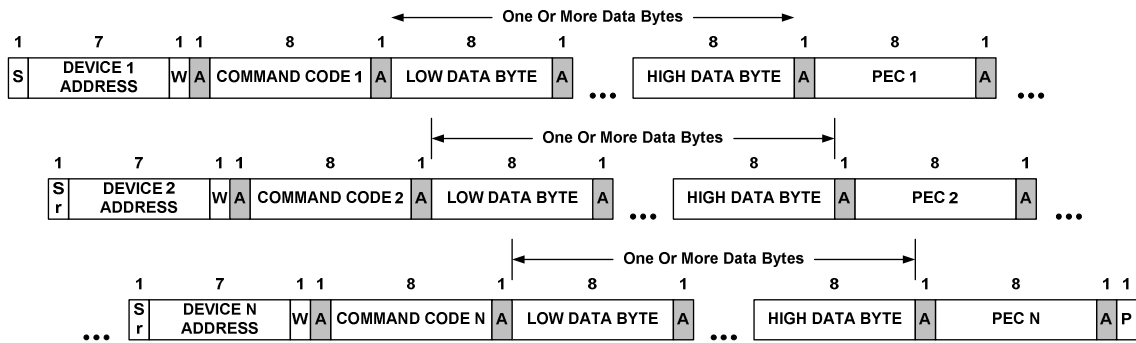 One Or More Data Bytes
1 7 1 1 8 1 8 1 8 1 8 1
S DEVICE 1 ADDRESS W A COMMAND CODE 1 A LOW DATA BYTE A ••• HIGH DATA BYTE A PEC 1 A •••
One Or More Data Bytes
1 7 1 1 8 1 8 1 8 1 8 1
Sr DEVICE 2 ADDRESS W A COMMAND CODE 2 A LOW DATA BYTE A ••• HIGH DATA BYTE A PEC 2 A •••
One Or More Data Bytes
1 7 1 1 8 1 8 1 8 1 8 1 1
••• Sr DEVICE N ADDRESS W A COMMAND CODE N A LOW DATA BYTE A ••• HIGH DATA BYTE A PEC N A P